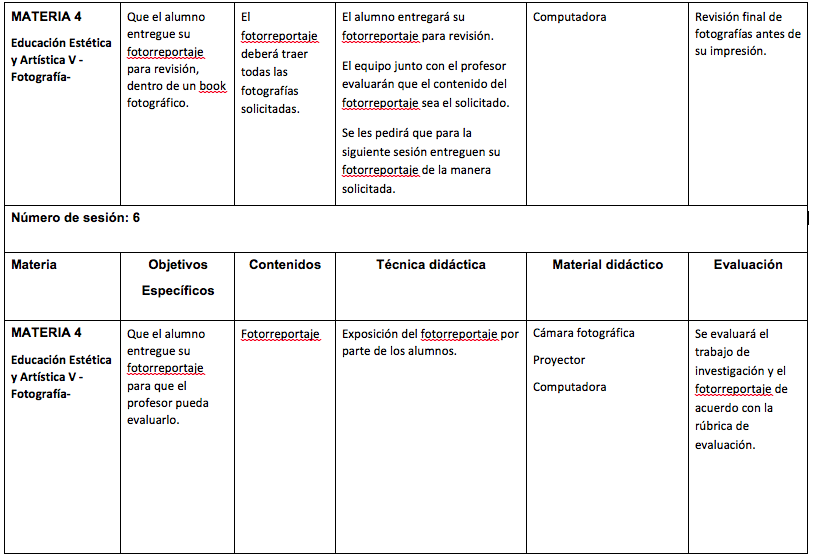 MATERIA 4
Educación Estética
y Artística V -
Fotografía-
Que el alumno
entregue su
fotorreportaje
para revisión,
dentro de un book
fotográfico.
El
fotorreportaje
deberá traer
todas las
fotografías
solicitadas.
El alumno entregará su
fotorreportaje para revisión.
El equipo junto con el profesor
evaluarán que el contenido del
fotorreportaje sea el solicitado.
Se les pedirá que para la
siguiente sesión entreguen su
fotorreportaje de la manera
solicitada.
Computadora
Revisión final de
fotografías antes de
su impresión.
Número de sesión: 6
Materia
Objetivos
Específicos
Contenidos
Técnica didáctica
Material didáctico
Evaluación
MATERIA 4
Educación Estética
y Artística V -
Fotografía-
Que el alumno
entregue su
fotorreportaje
para que el
profesor pueda
evaluarlo.
Fotorreportaje
Exposición del fotorreportaje por
parte de los alumnos.
Cámara fotográfica
Proyector
Computadora
Se evaluará el
trabajo de
investigación y el
fotorreportaje de
acuerdo con la
rúbrica de
evaluación.